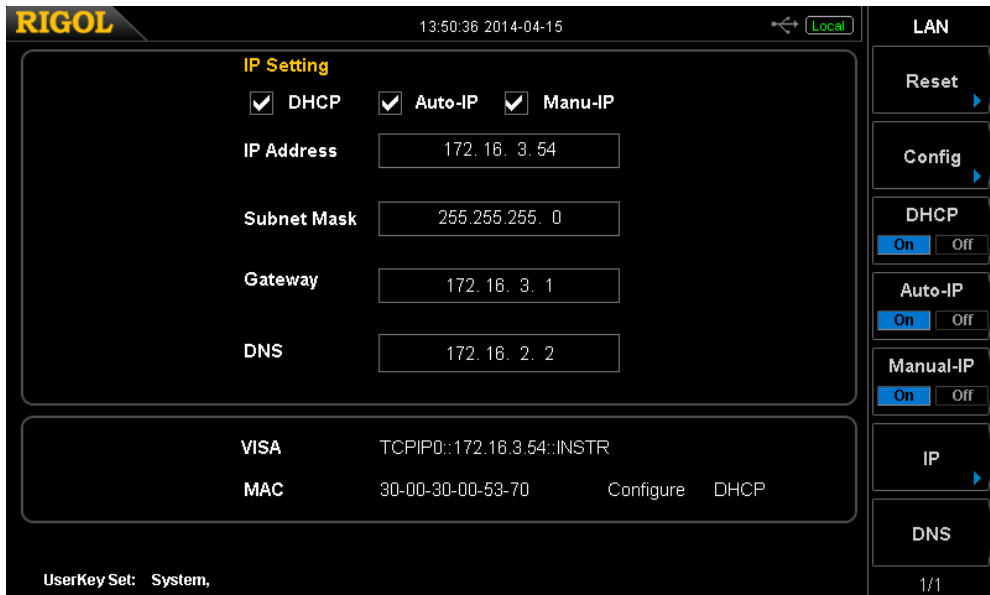 RIGOL 13:50:36 2014-04-15 Local LAN
IP Setting
DHCP Auto-IP Manu-IP
IP Address 172. 16. 3. 54
Subnet Mask 255.255.255. 0
Gateway 172. 16. 3. 1
DNS 172. 16. 2. 2
VISA TCPIP0::172.16.3.54::INSTR
MAC 30-00-30-00-53-70 Configure DHCP
UserKey Set: System,
Reset
Config
DHCP
On Off
Auto-IP
On Off
Manual-IP
On Off
IP
DNS
1/1